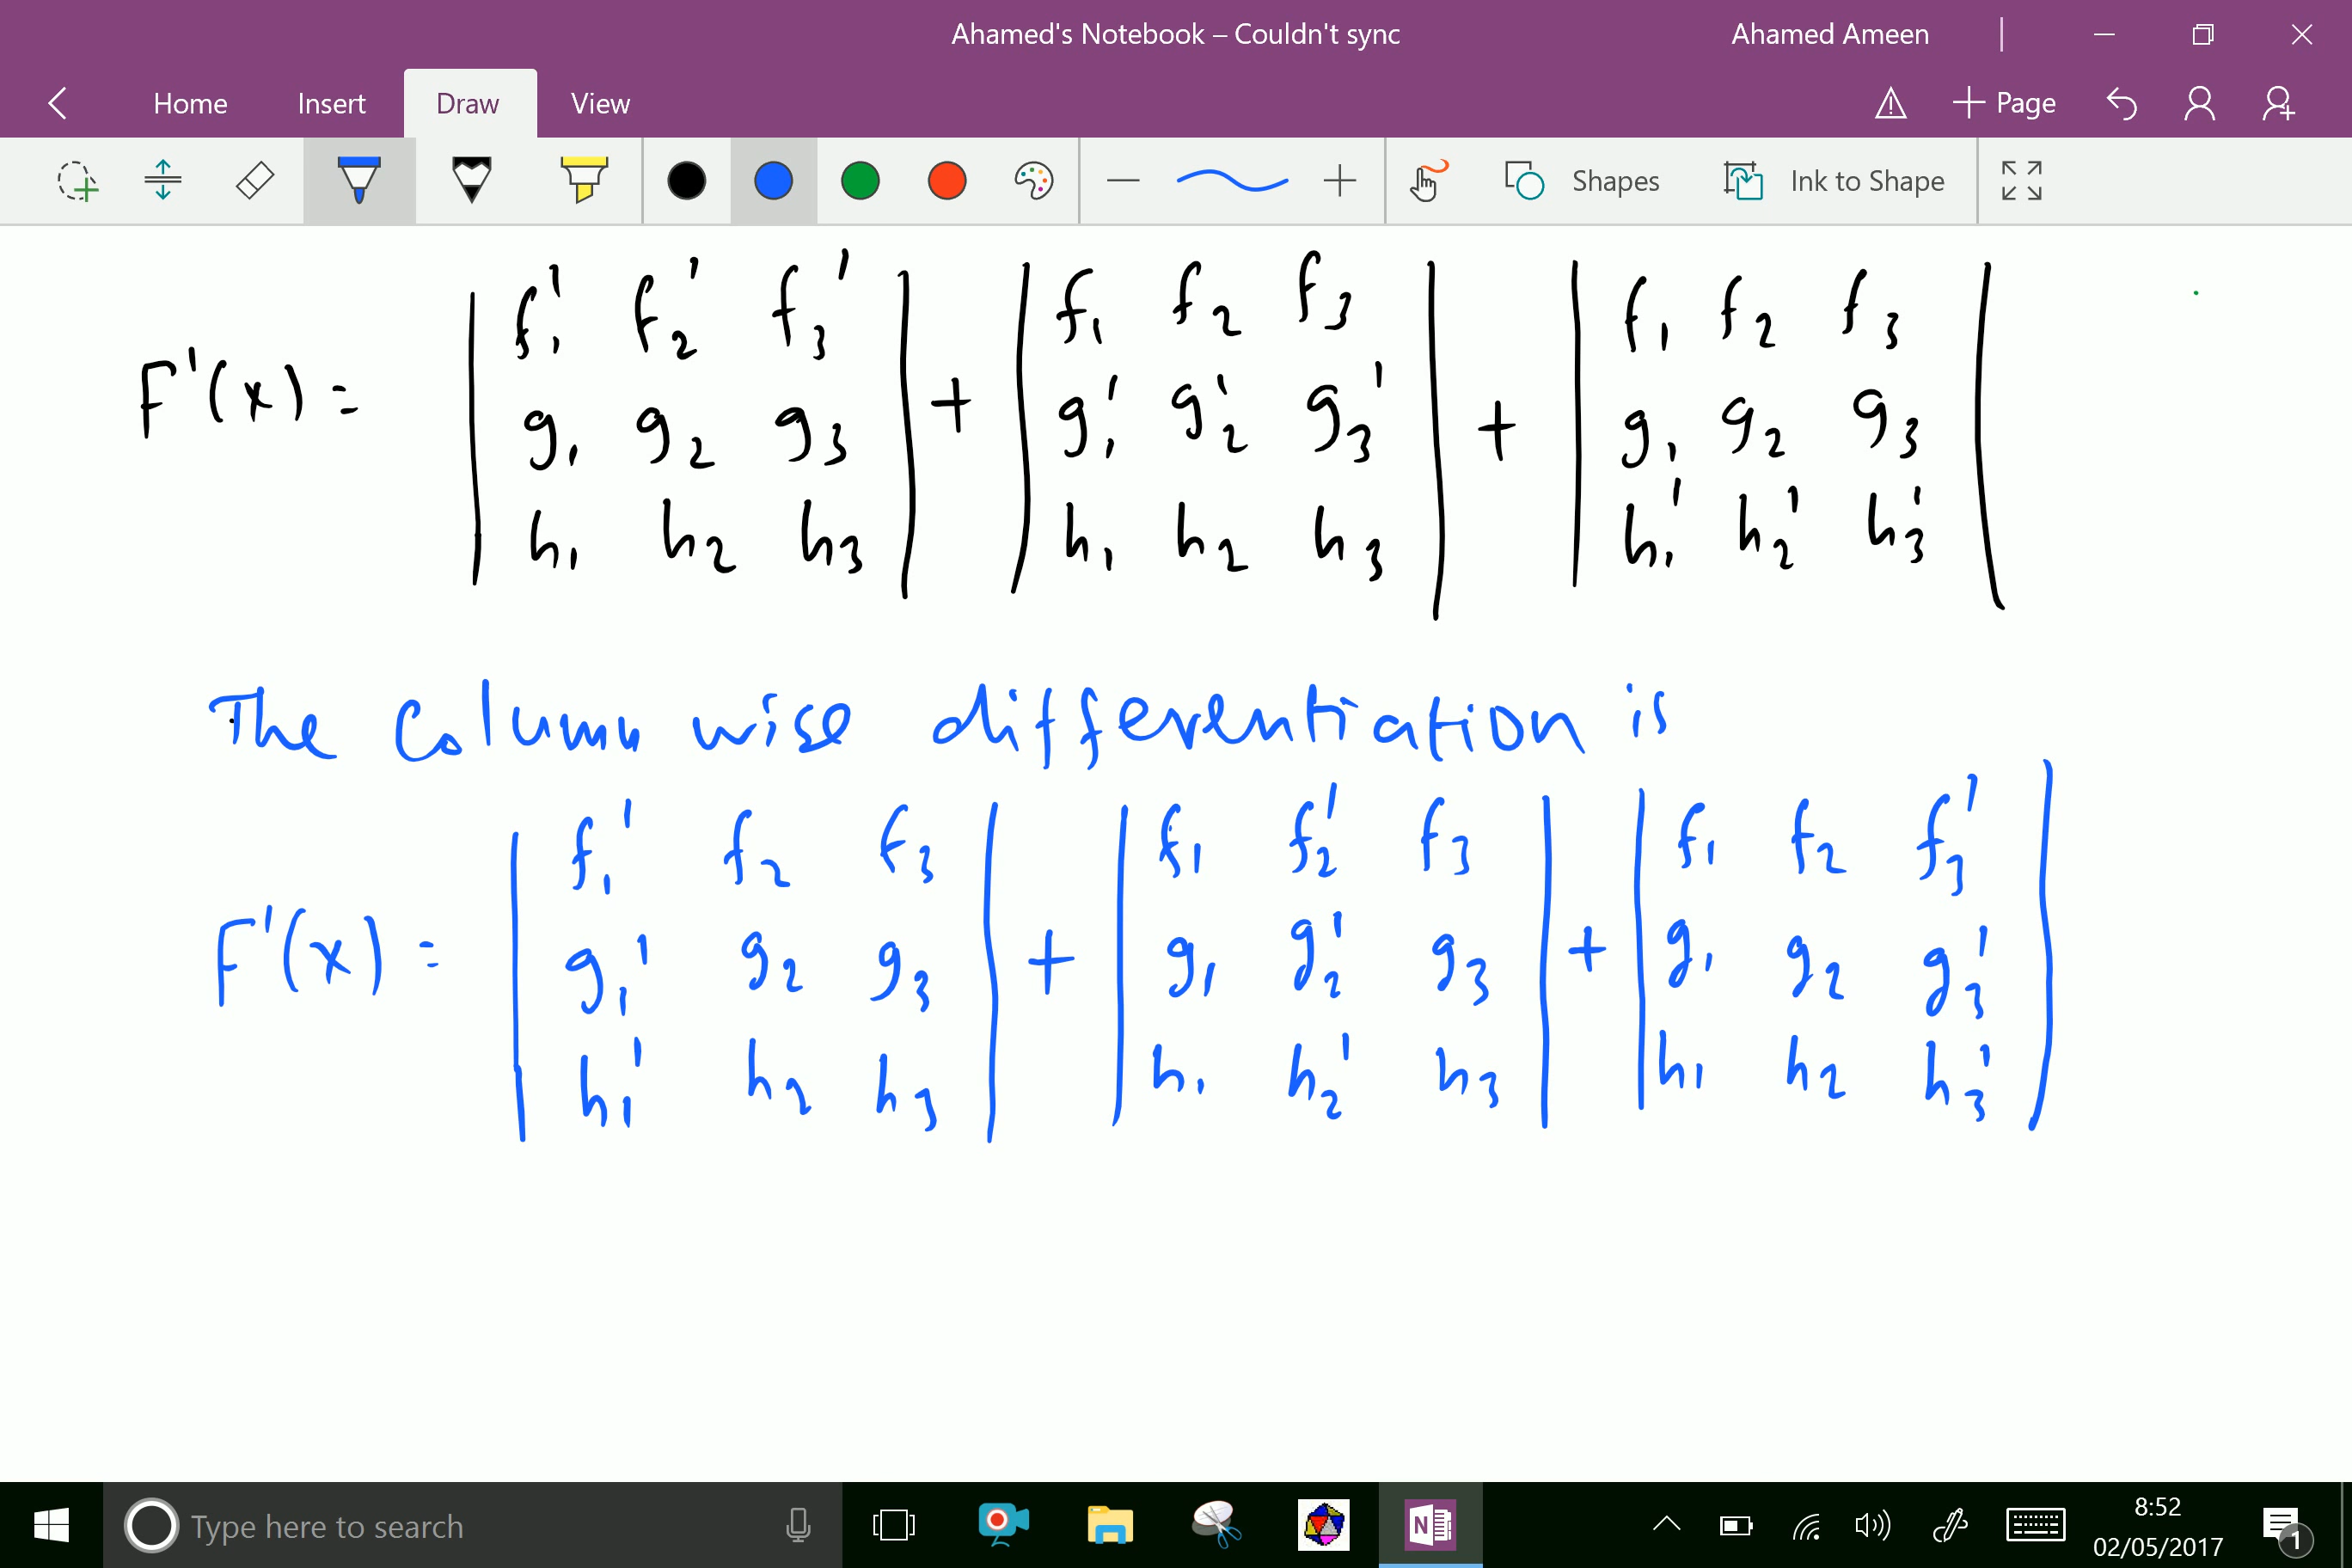 Ahamed's Notebook – Couldn't sync Ahamed Ameen
Home Insert Draw View + Page
Shapes Ink to Shape
f₁' f₂' f₃' f₁ f₂ f₃ f₁ f₂ f₃
F'(x) = | g₁ g₂ g₃ | + | g₁' g₂' g₃' | + | g₁ g₂ g₃ |
h₁ h₂ h₃ h₁ h₂ h₃ h₁' h₂' h₃'
The Column wise differentiation is
f₁' f₂ f₃ f₁ f₂' f₃ f₁ f₂ f₃'
F'(x) = | g₁' g₂ g₃ | + | g₁ g₂' g₃ | + | g₁ g₂ g₃' |
h₁' h₂ h₃ h₁ h₂' h₃ h₁ h₂ h₃'
Type here to search N 8:52 1
02/05/2017